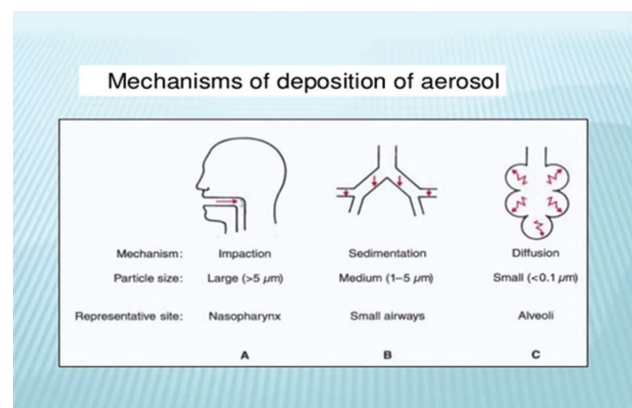 Mechanisms of deposition of aerosol
Mechanism: Impaction Sedimentation Diffusion
Particle size: Large (>5 μm) Medium (1–5 μm) Small (<0.1 μm)
Representative site: Nasopharynx Small airways Alveoli
A B C